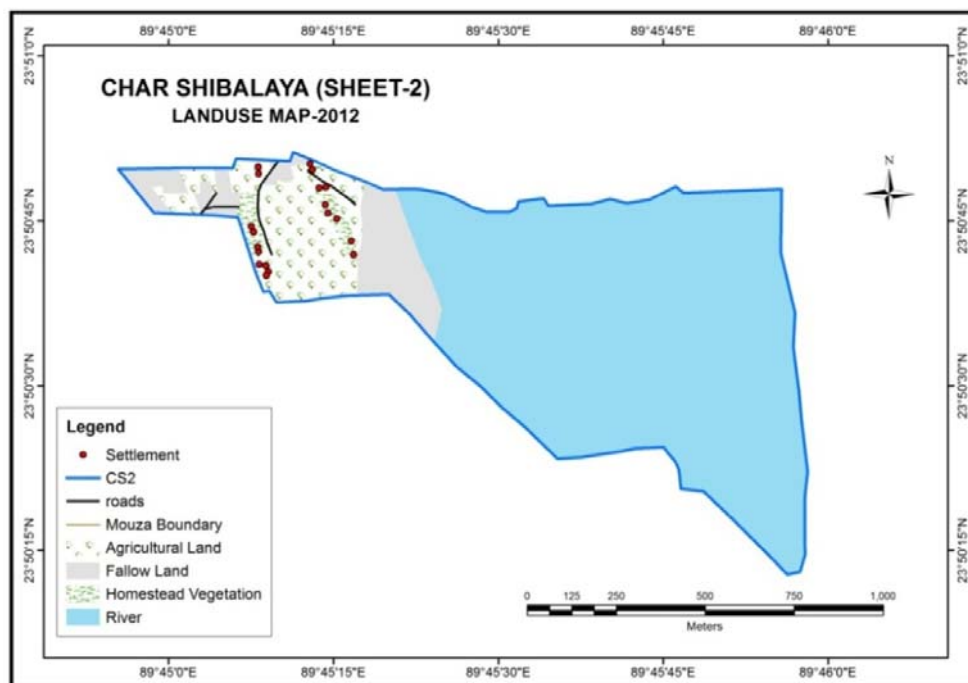 89°45'0"E 89°45'15"E 89°45'30"E 89°45'45"E 89°46'0"E
23°51'0"N 23°51'0"N
CHAR SHIBALAYA (SHEET-2)
LANDUSE MAP-2012
N
23°50'45"N 23°50'45"N
23°50'30"N 23°50'30"N
Legend
Settlement
CS2
roads
Mouza Boundary
Agricultural Land
Fallow Land
Homestead Vegetation
River
23°50'15"N 23°50'15"N
0 125 250 500 750 1,000
Meters
89°45'0"E 89°45'15"E 89°45'30"E 89°45'45"E 89°46'0"E